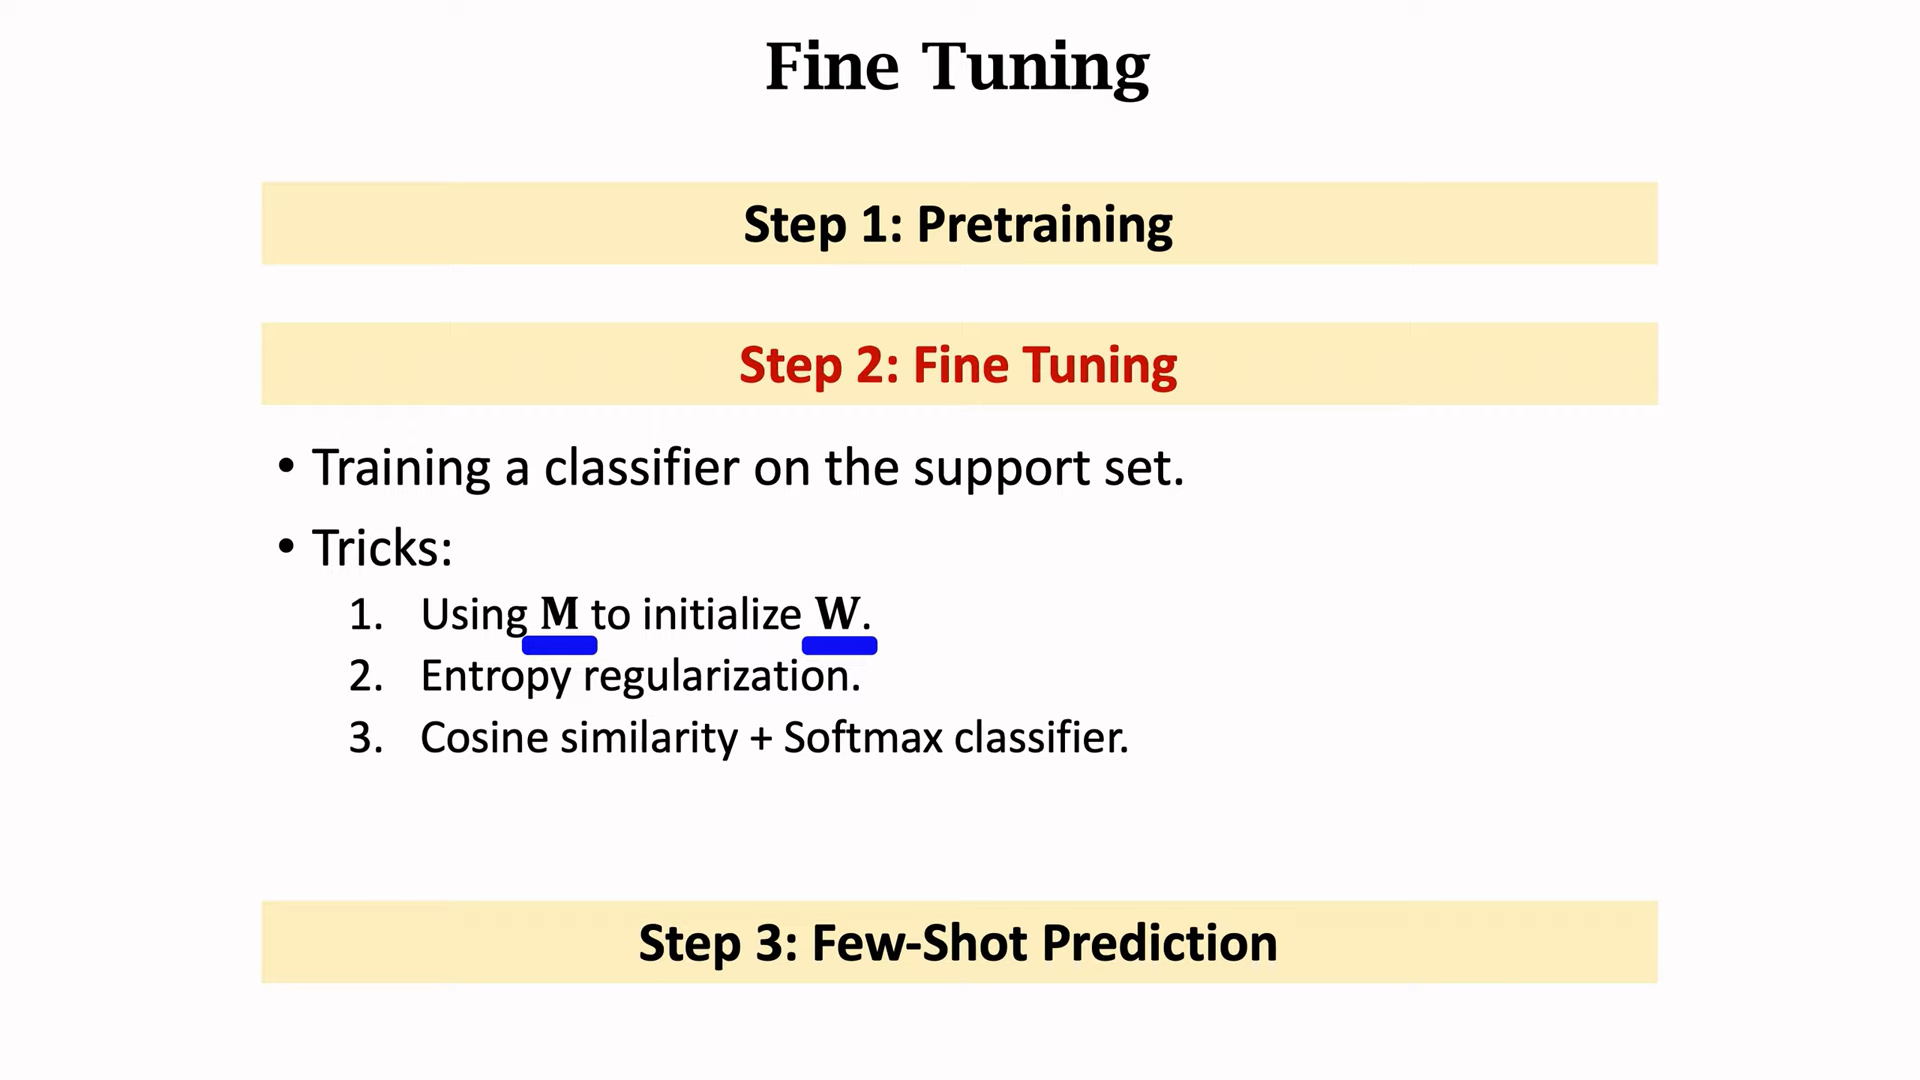 Fine Tuning
Step 1: Pretraining
Step 2: Fine Tuning
• Training a classifier on the support set.
• Tricks:
1. Using M to initialize W.
2. Entropy regularization.
3. Cosine similarity + Softmax classifier.
Step 3: Few-Shot Prediction